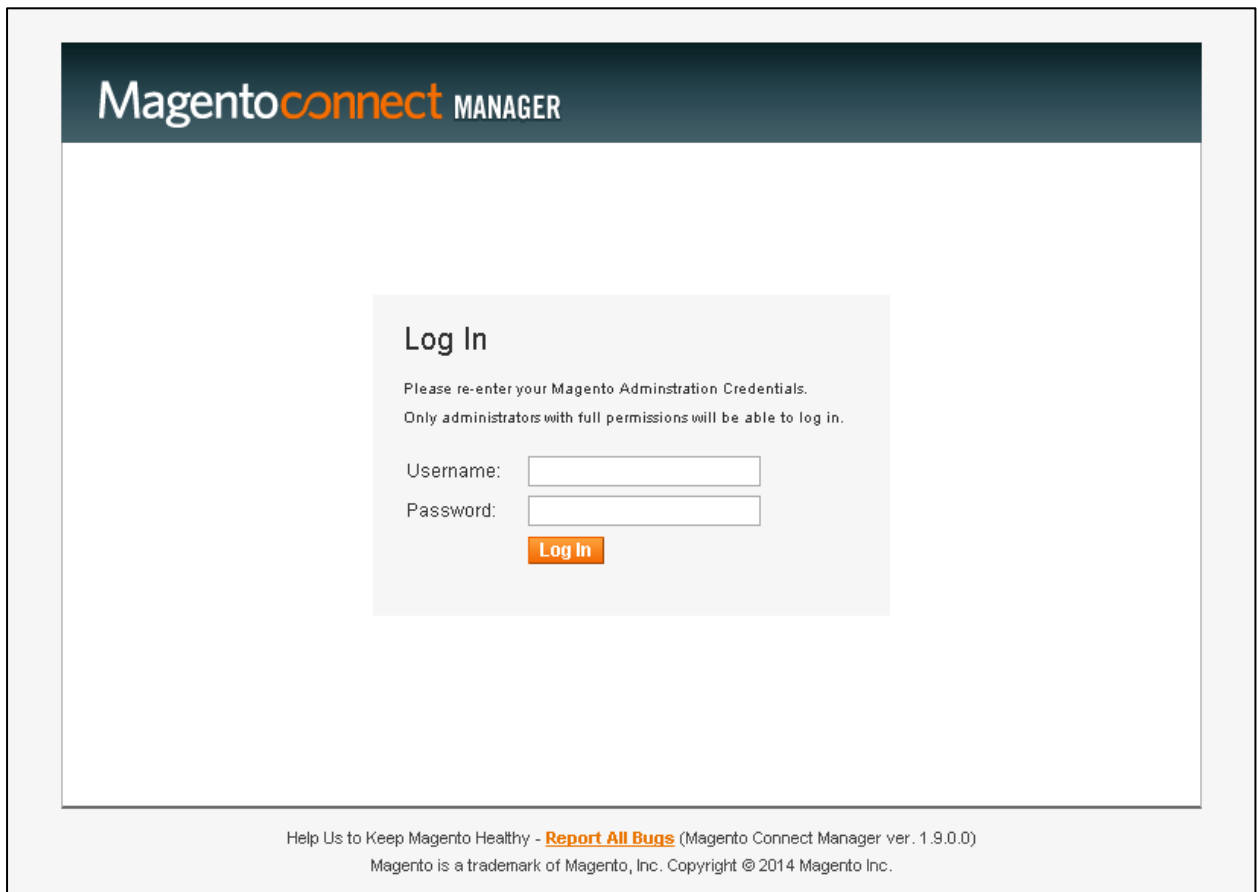 Magentoconnect MANAGER
Log In
Please re-enter your Magento Adminstration Credentials.
Only administrators with full permissions will be able to log in.
Username:
Password:
Log In
Help Us to Keep Magento Healthy - Report All Bugs (Magento Connect Manager ver. 1.9.0.0)
Magento is a trademark of Magento, Inc. Copyright © 2014 Magento Inc.